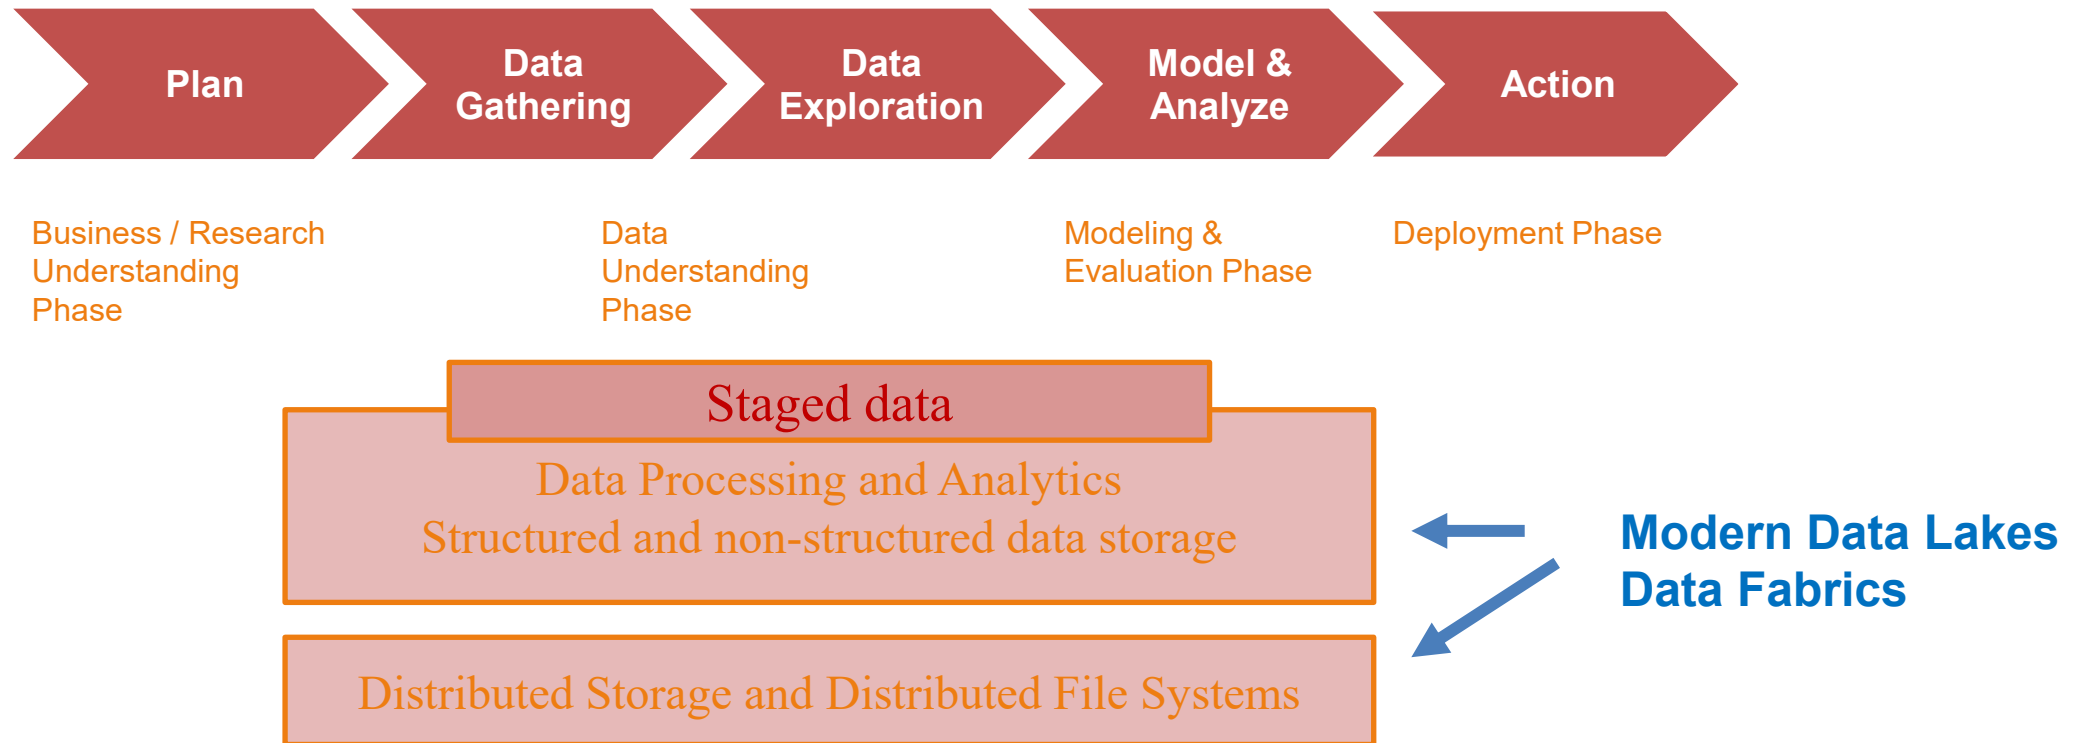 Plan
Data
Gathering
Data
Exploration
Model &
Analyze
Action
Business / Research
Understanding
Phase
Data
Understanding
Phase
Modeling &
Evaluation Phase
Deployment Phase
Staged data
Data Processing and Analytics
Structured and non-structured data storage
Modern Data Lakes
Data Fabrics
Distributed Storage and Distributed File Systems